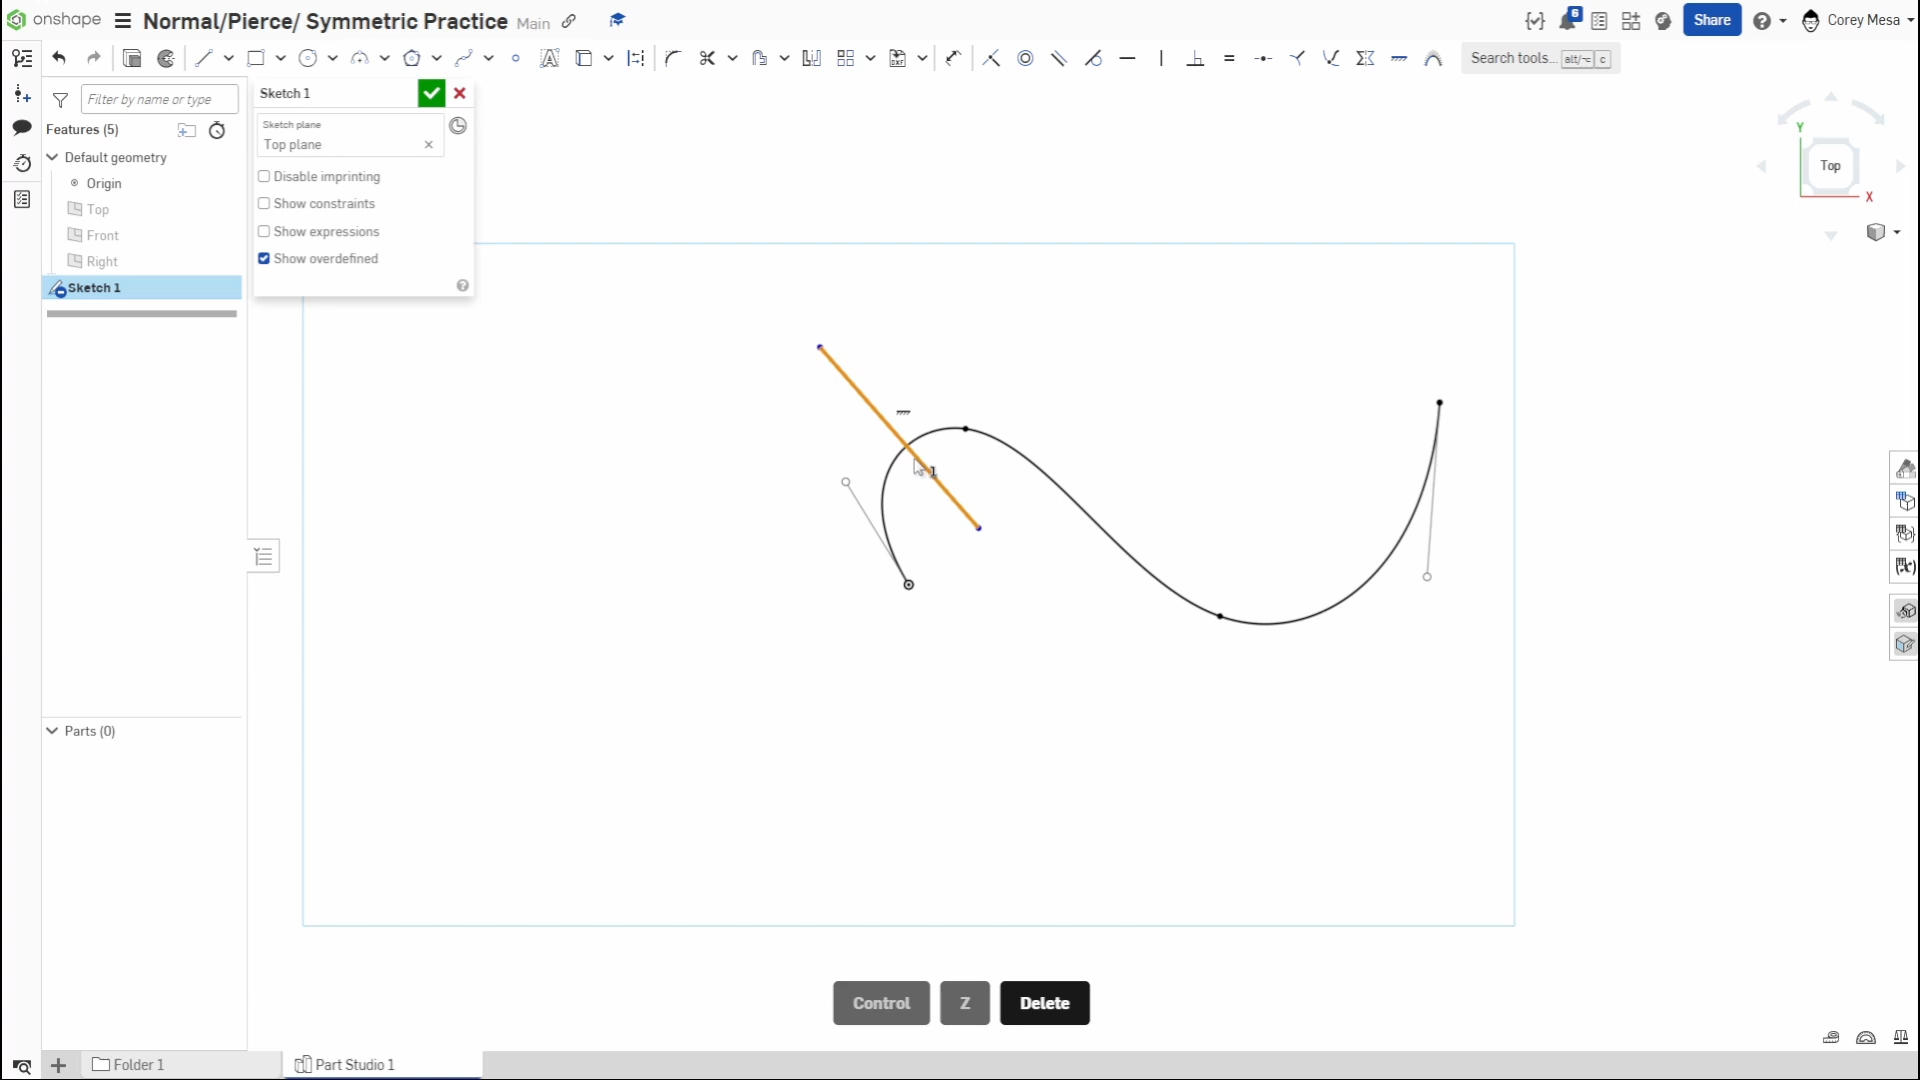 onshape
Normal/Pierce/ Symmetric Practice
Main
6
Share
Corey Mesa
Search tools...
alt/⌥
c
Filter by name or type
Features (5)
Default geometry
Origin
Top
Front
Right
Sketch 1
Sketch 1
Sketch plane
Top plane
Disable imprinting
Show constraints
Show expressions
Show overdefined
Y
Top
X
Parts (0)
Control
Z
Delete
Folder 1
Part Studio 1